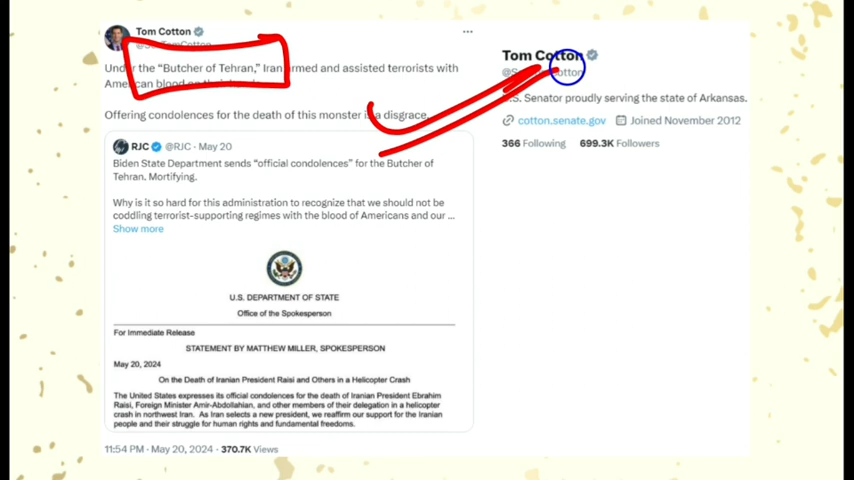 Tom Cotton
Under the “Butcher of Tehran,” Iran armed and assisted terrorists with
American blood on their
Offering condolences for the death of this monster is a disgrace.
RJC @RJC · May 20
Biden State Department sends “official condolences” for the Butcher of
Tehran. Mortifying.
Why is it so hard for this administration to recognize that we should not be
coddling terrorist-supporting regimes with the blood of Americans and our ...
Show more
U.S. DEPARTMENT OF STATE
Office of the Spokesperson
For Immediate Release
STATEMENT BY MATTHEW MILLER, SPOKESPERSON
May 20, 2024
On the Death of Iranian President Raisi and Others in a Helicopter Crash
The United States expresses its official condolences for the death of Iranian President Ebrahim
Raisi, Foreign Minister Amir-Abdollahian, and other members of their delegation in a helicopter
crash in northwest Iran. As Iran selects a new president, we reaffirm our support for the Iranian
people and their struggle for human rights and fundamental freedoms.
11:54 PM · May 20, 2024 · 370.7K Views
Tom Cotton
U.S. Senator proudly serving the state of Arkansas.
cotton.senate.gov Joined November 2012
366 Following 699.3K Followers